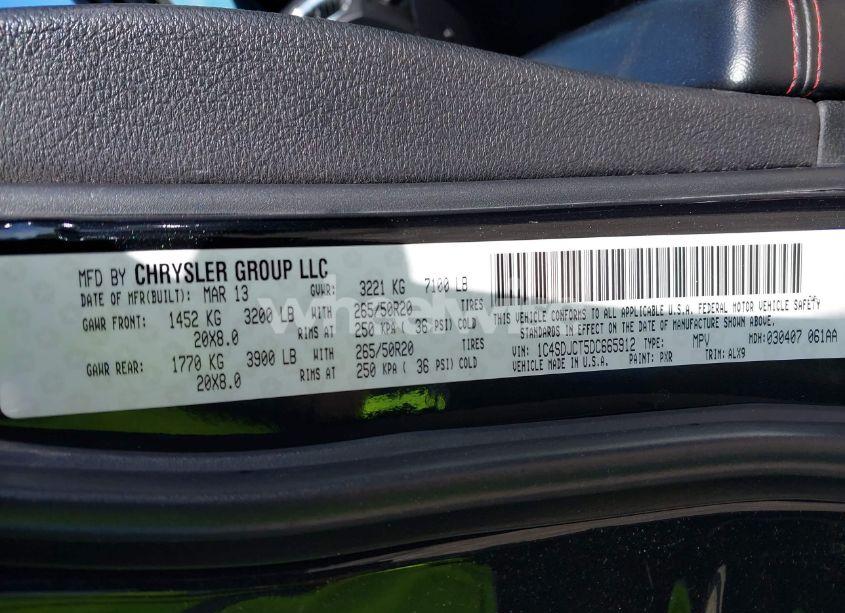 MFD BY CHRYSLER GROUP LLC
DATE OF MFR(BUILT): MAR 13 GVWR: 3221 KG 7100 LB
GAWR FRONT: 1452 KG 3200 LB WITH 265/50R20 TIRES
20X8.0 RIMS AT 250 KPA ( 36 PSI) COLD
GAWR REAR: 1770 KG 3900 LB WITH 265/50R20 TIRES
20X8.0 RIMS AT 250 KPA ( 36 PSI) COLD
THIS VEHICLE CONFORMS TO ALL APPLICABLE U.S.A. FEDERAL MOTOR VEHICLE SAFETY
STANDARDS IN EFFECT ON THE DATE OF MANUFACTURE SHOWN ABOVE.
VIN: 1C4SDJCT5DC665912 TYPE: MPV MDH: 030407 061AA
VEHICLE MADE IN U.S.A. PAINT: PXR TRIM: ALX9